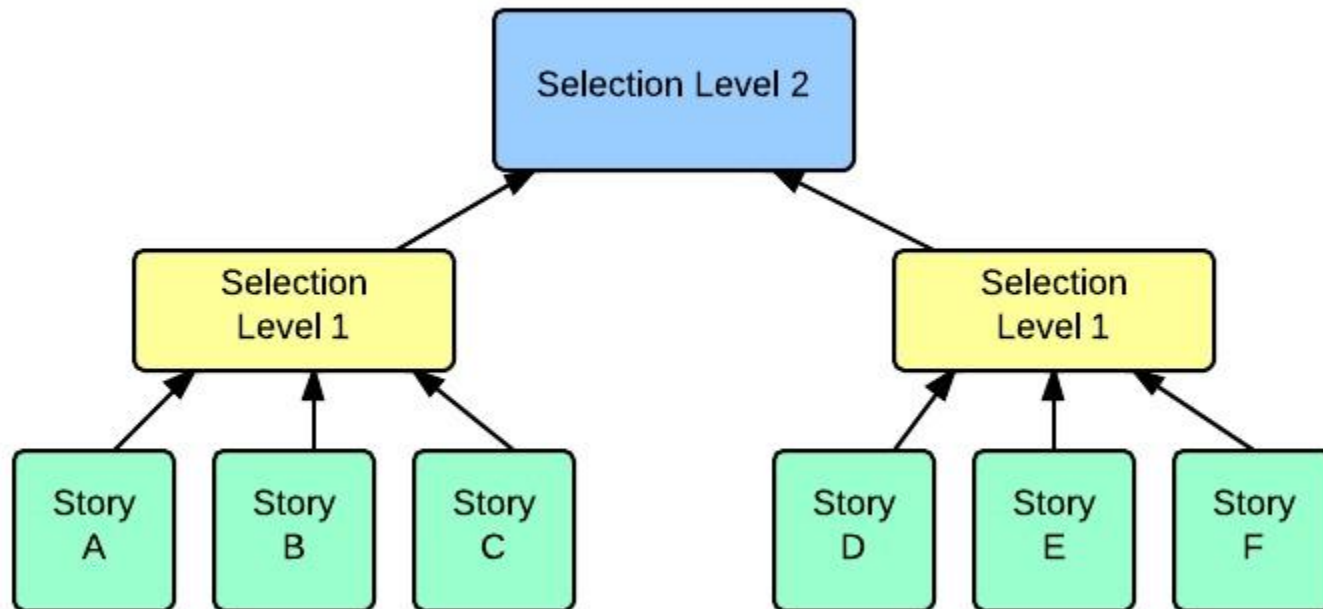 Selection Level 2
Selection
Level 1
Selection
Level 1
Story
A
Story
B
Story
C
Story
D
Story
E
Story
F